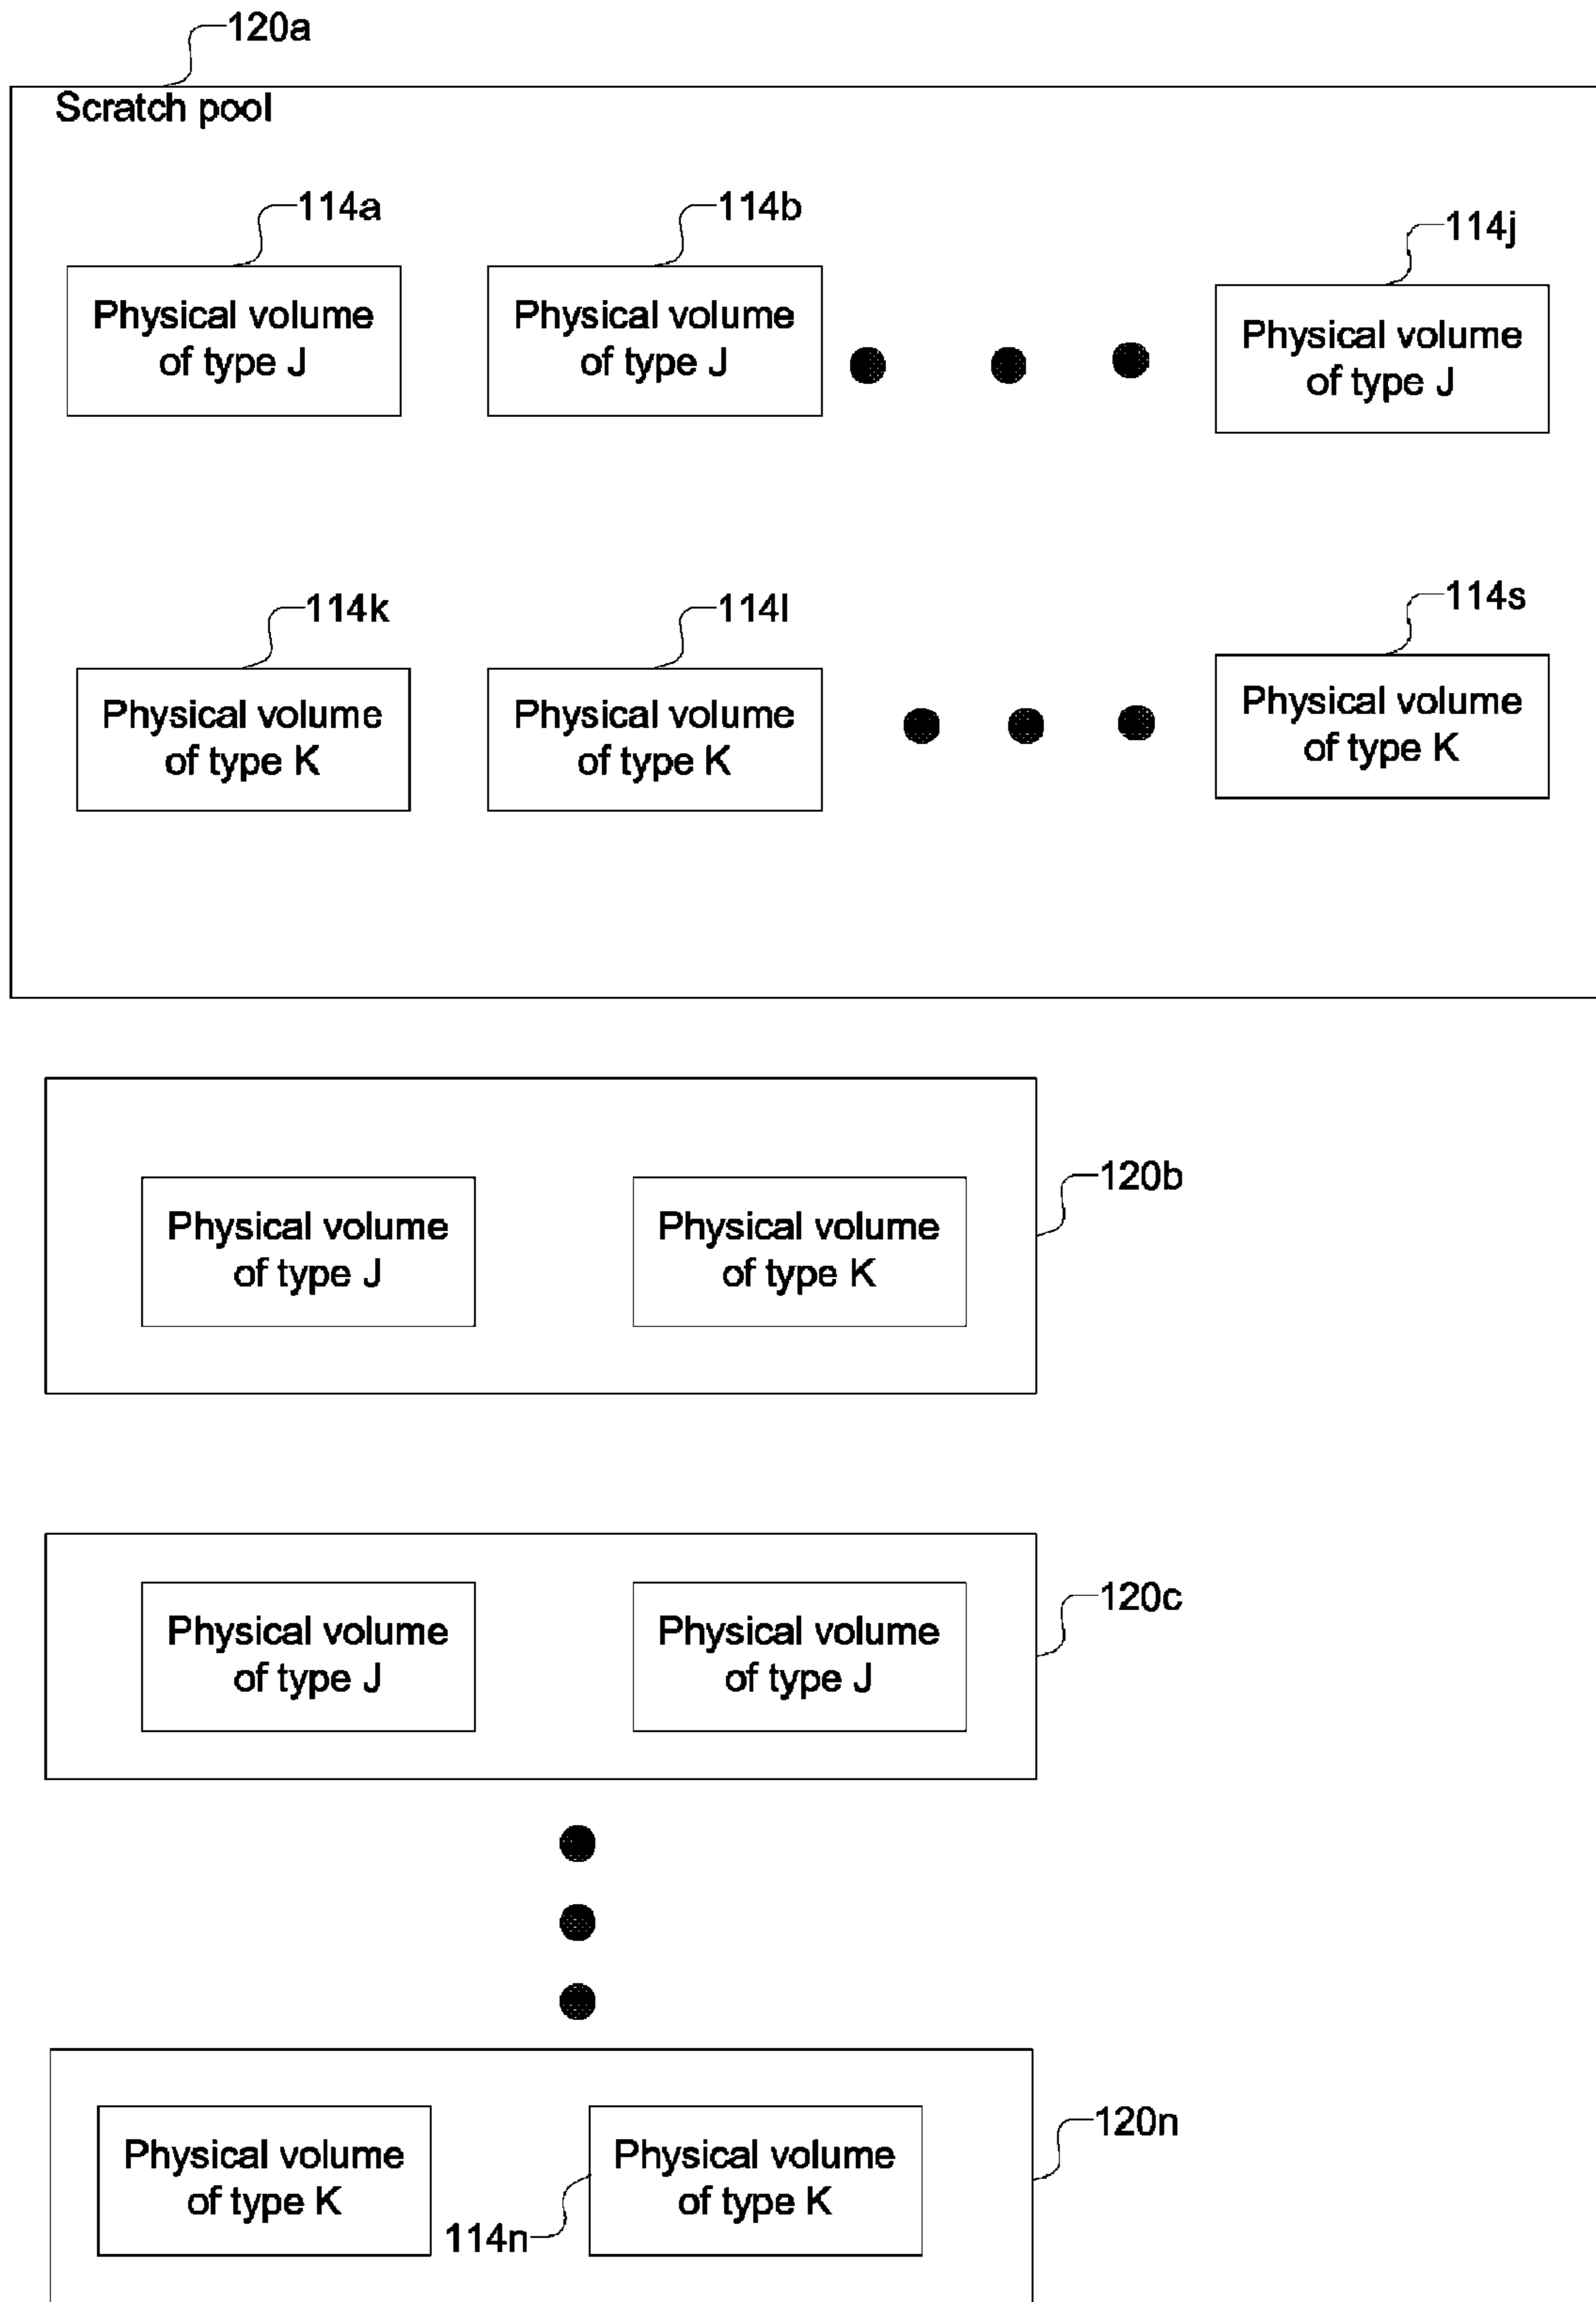 120a
Scratch pool
114a
114b
114j
Physical volume
of type J
Physical volume
of type J
Physical volume
of type J
114k
114l
114s
Physical volume
of type K
Physical volume
of type K
Physical volume
of type K
120b
Physical volume
of type J
Physical volume
of type K
120c
Physical volume
of type J
Physical volume
of type J
120n
Physical volume
of type K
Physical volume
of type K
114n